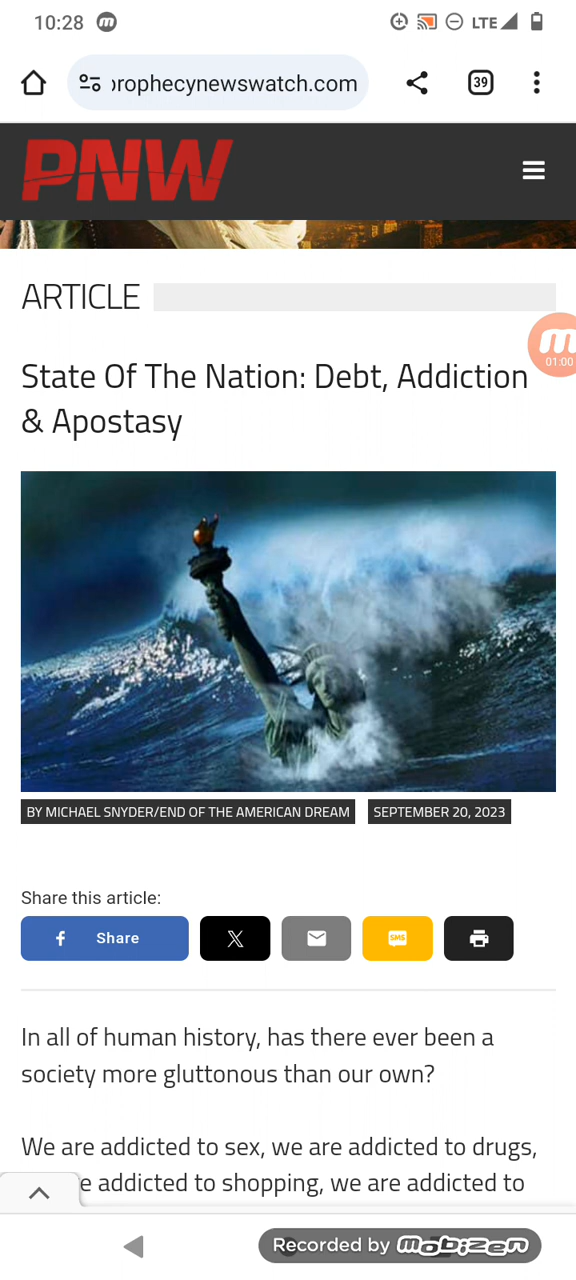 10:28
LTE
prophecynewswatch.com
39
PNW
ARTICLE
01:00
State Of The Nation: Debt, Addiction
& Apostasy
BY MICHAEL SNYDER/END OF THE AMERICAN DREAM SEPTEMBER 20, 2023
Share this article:
Share
SMS
In all of human history, has there ever been a
society more gluttonous than our own?
We are addicted to sex, we are addicted to drugs,
e addicted to shopping, we are addicted to
Recorded by mobizen